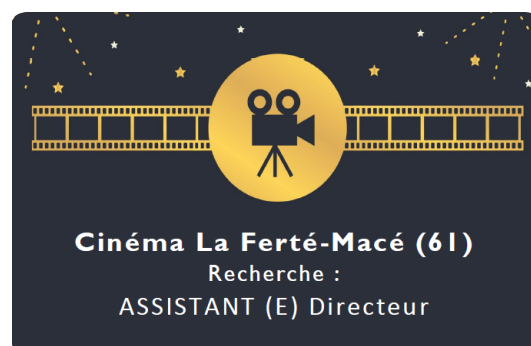 Cinéma La Ferté-Macé (61)
Recherche :
ASSISTANT (E) Directeur